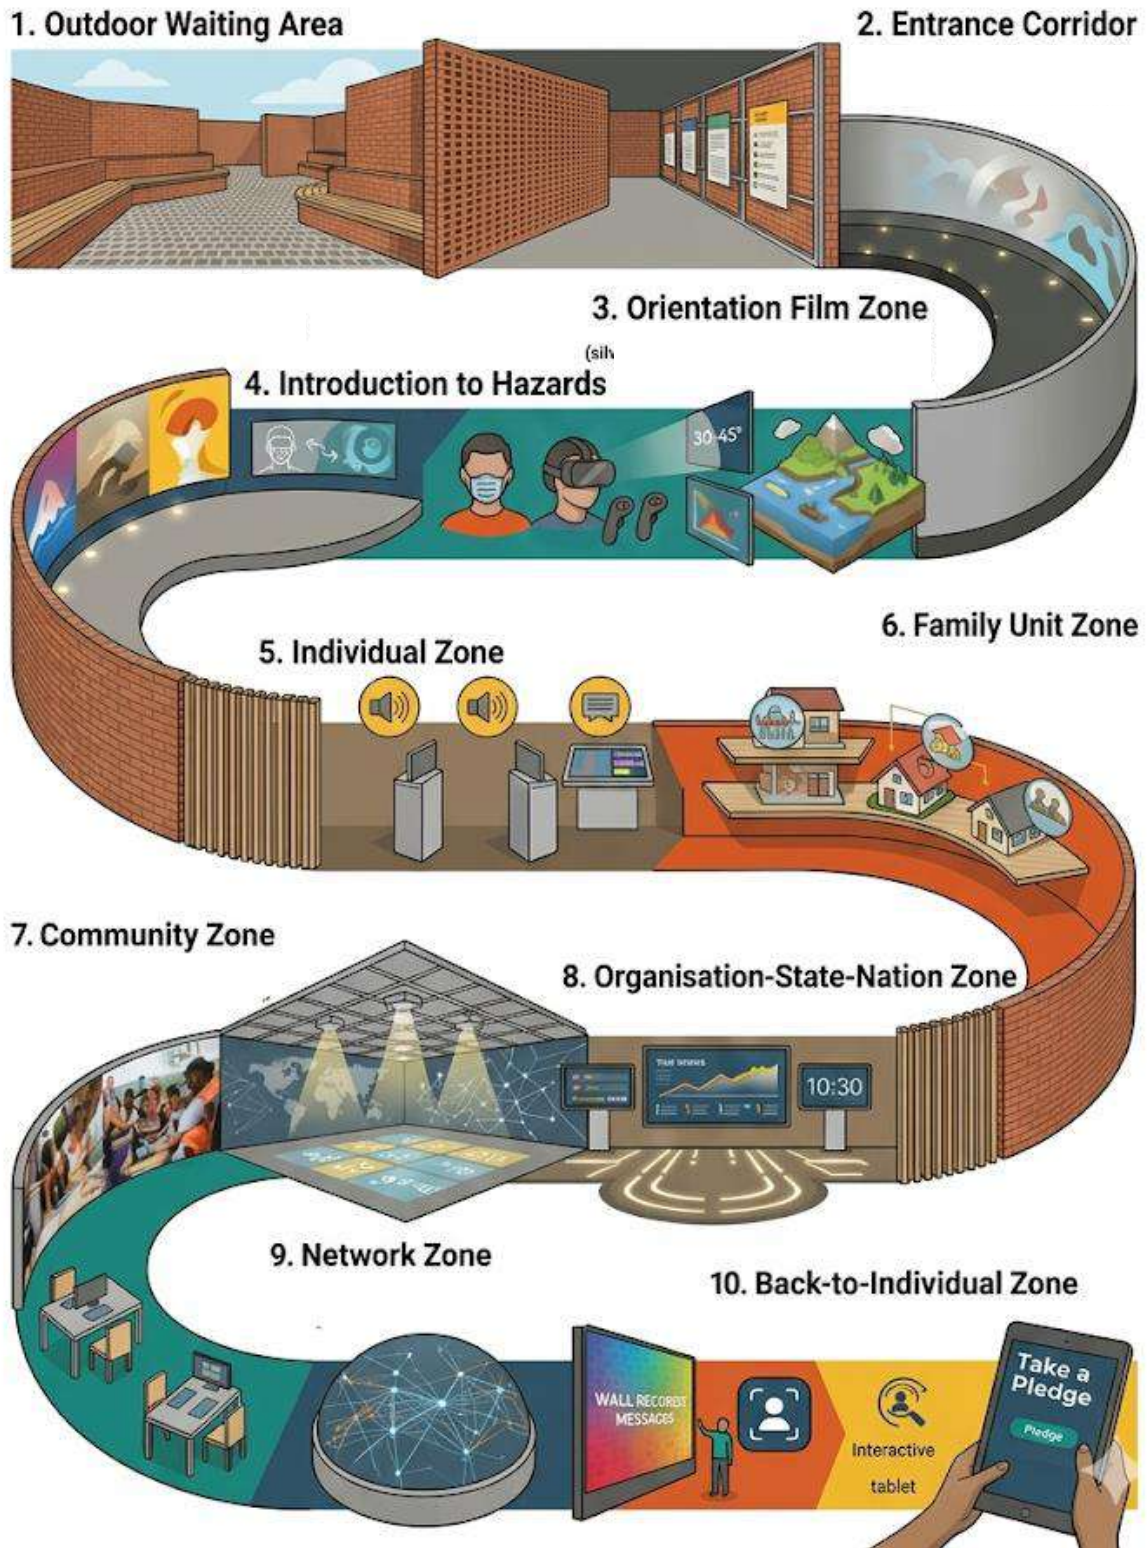 1. Outdoor Waiting Area
2. Entrance Corridor
3. Orientation Film Zone
(silv
4. Introduction to Hazards
30-45°
5. Individual Zone
6. Family Unit Zone
7. Community Zone
8. Organisation-State-Nation Zone
10:30
9. Network Zone
10. Back-to-Individual Zone
WALL RECORDS
MESSAGES
Interactive
tablet
Take a
Pledge
Pledge